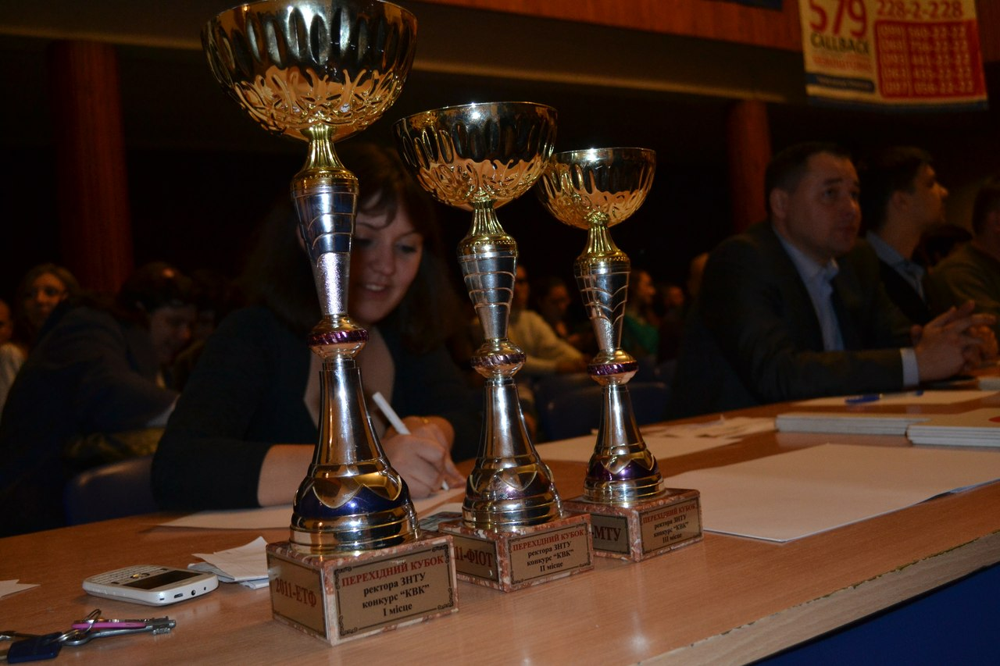 579
228-2-228
CALLBACK
2011-ЕТФ
ПЕРЕХІДНИЙ КУБОК
ректора ЗНТУ
конкурс "КВК"
І місце
11-ФІОТ
ПЕРЕХІДНИЙ КУБОК
ректора ЗНТУ
конкурс "КВК"
ІІ місце
-МТУ
ПЕРЕХІДНИЙ КУБОК
ректора ЗНТУ
конкурс "КВК"
ІІІ місце